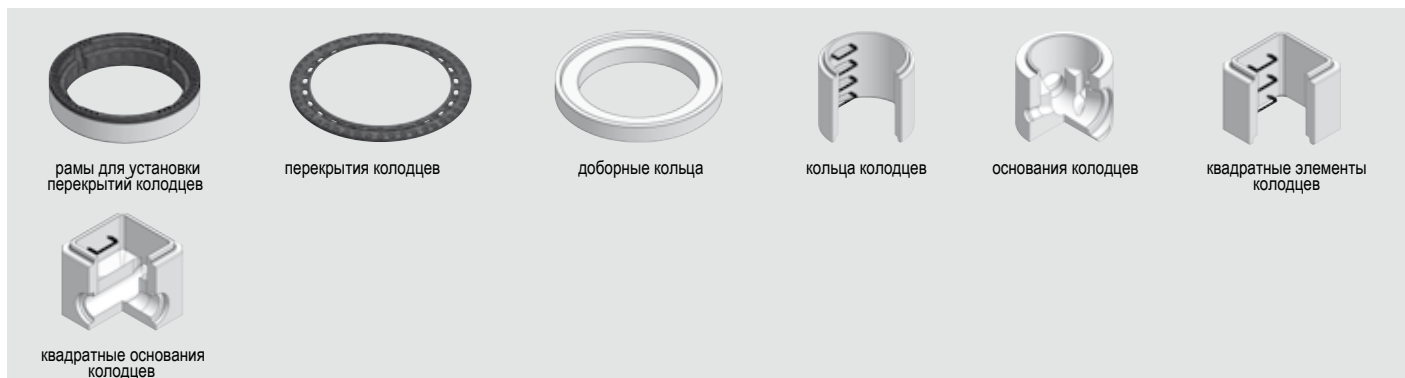 рамы для установки
перекрытий колодцев
перекрытия колодцев
доборные кольца
кольца колодцев
основания колодцев
квадратные элементы
колодцев
квадратные основания
колодцев